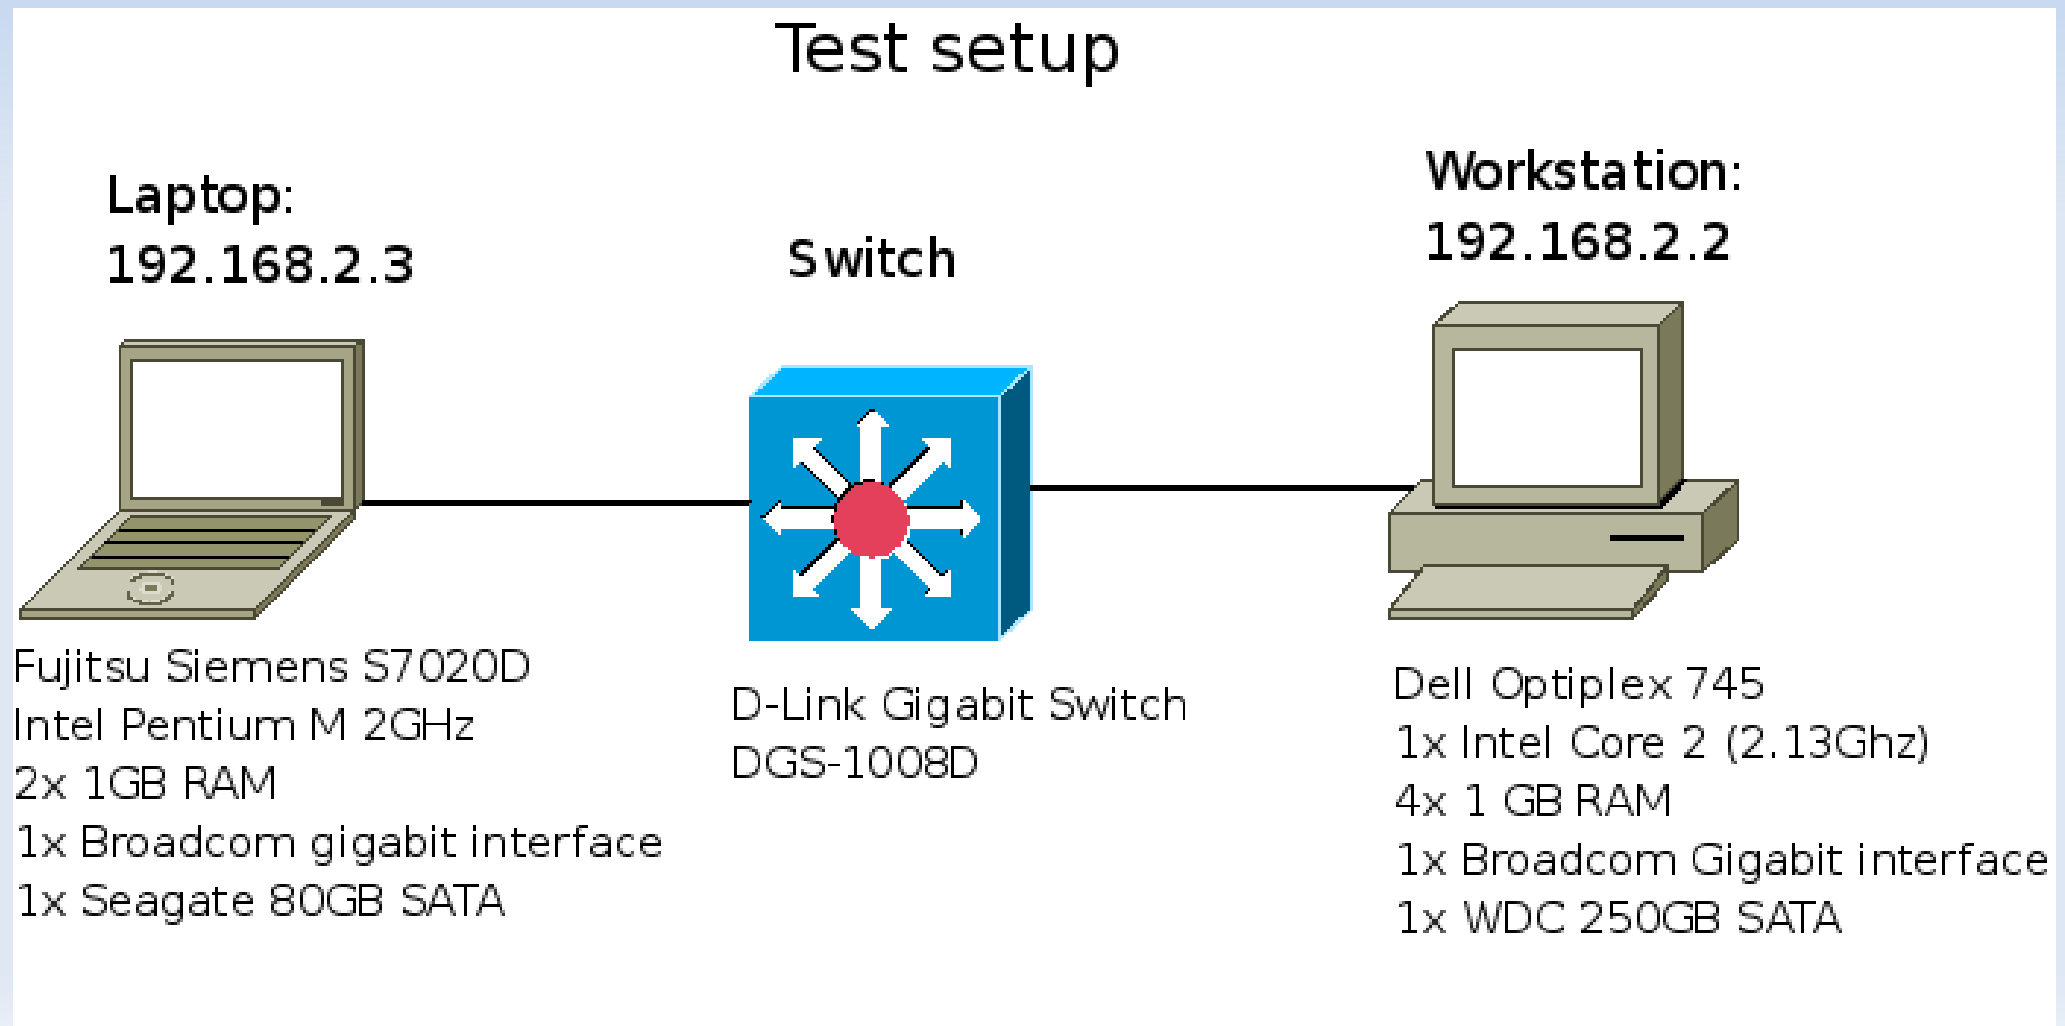 Test setup
Laptop:
192.168.2.3
Switch
Workstation:
192.168.2.2
Fujitsu Siemens S7020D
Intel Pentium M 2GHz
2x 1GB RAM
1x Broadcom gigabit interface
1x Seagate 80GB SATA
D-Link Gigabit Switch
DGS-1008D
Dell Optiplex 745
1x Intel Core 2 (2.13Ghz)
4x 1 GB RAM
1x Broadcom Gigabit interface
1x WDC 250GB SATA